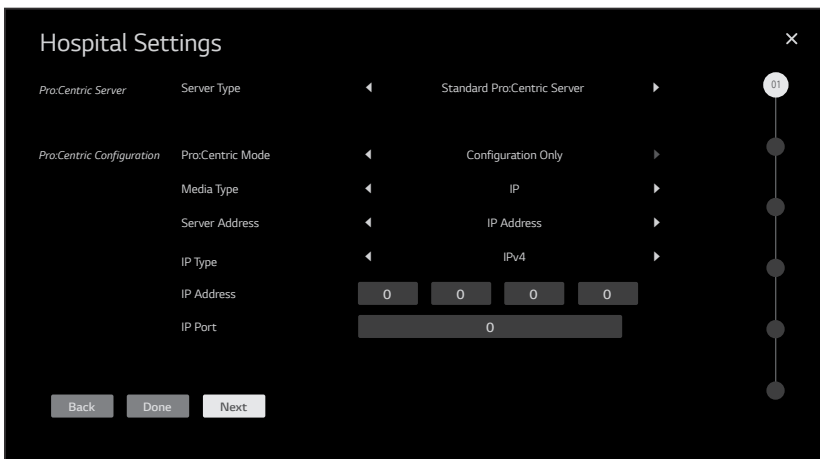 Hospital Settings
01
Pro:Centric Server Server Type Standard Pro:Centric Server
Pro:Centric Configuration Pro:Centric Mode Configuration Only
Media Type IP
Server Address IP Address
IP Type IPv4
IP Address 0 0 0 0
IP Port 0
Back Done Next